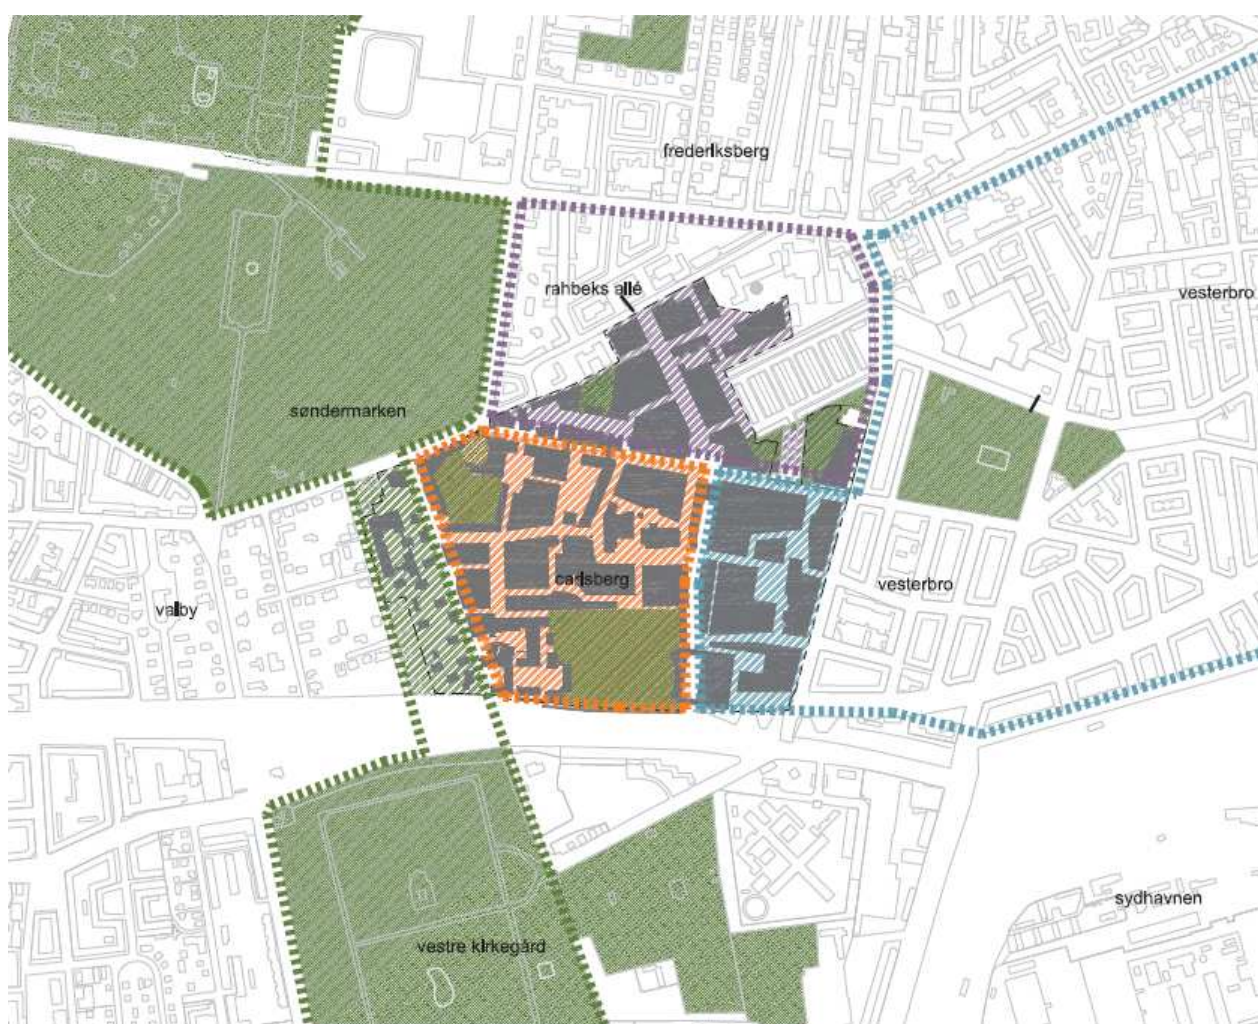 frederiksberg
rahbeks allé
vesterbro
søndermarken
carlsberg
vesterbro
valby
sydhavnen
vestre kirkegård